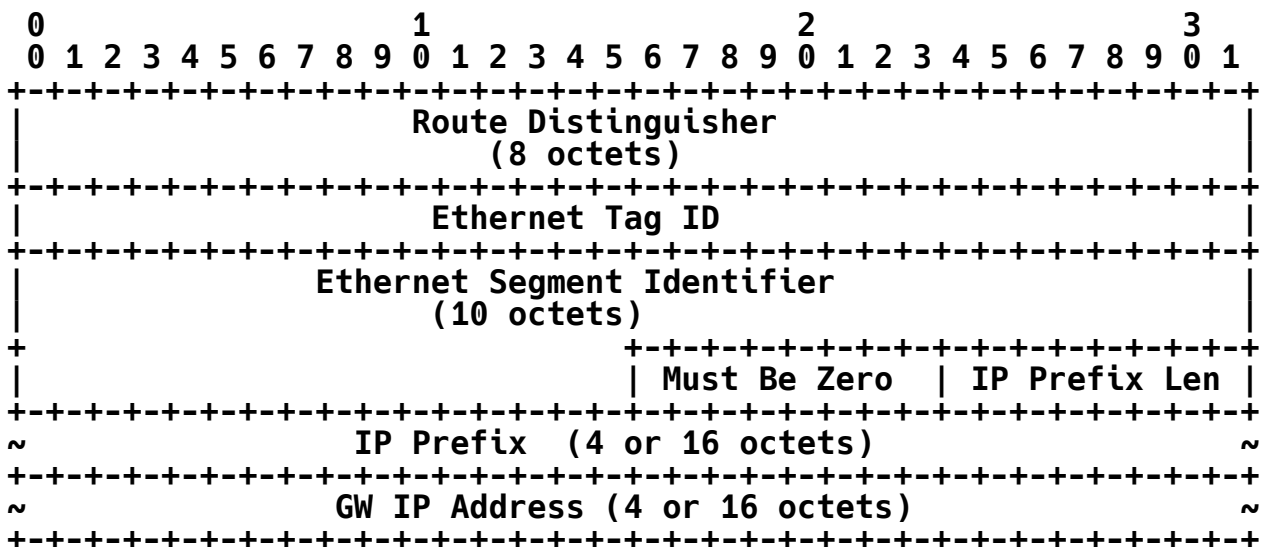 0                   1                   2                   3
 0 1 2 3 4 5 6 7 8 9 0 1 2 3 4 5 6 7 8 9 0 1 2 3 4 5 6 7 8 9 0 1
+-+-+-+-+-+-+-+-+-+-+-+-+-+-+-+-+-+-+-+-+-+-+-+-+-+-+-+-+-+-+-+-+
|                    Route Distinguisher                        |
|                        (8 octets)                             |
+-+-+-+-+-+-+-+-+-+-+-+-+-+-+-+-+-+-+-+-+-+-+-+-+-+-+-+-+-+-+-+-+
|                     Ethernet Tag ID                           |
+-+-+-+-+-+-+-+-+-+-+-+-+-+-+-+-+-+-+-+-+-+-+-+-+-+-+-+-+-+-+-+-+
|               Ethernet Segment Identifier                     |
|                     (10 octets)                               |
+                               +-+-+-+-+-+-+-+-+-+-+-+-+-+-+-+-+
|                               | Must Be Zero  | IP Prefix Len |
+-+-+-+-+-+-+-+-+-+-+-+-+-+-+-+-+-+-+-+-+-+-+-+-+-+-+-+-+-+-+-+-+
~                 IP Prefix  (4 or 16 octets)                   ~
+-+-+-+-+-+-+-+-+-+-+-+-+-+-+-+-+-+-+-+-+-+-+-+-+-+-+-+-+-+-+-+-+
~                GW IP Address (4 or 16 octets)                 ~
+-+-+-+-+-+-+-+-+-+-+-+-+-+-+-+-+-+-+-+-+-+-+-+-+-+-+-+-+-+-+-+-+